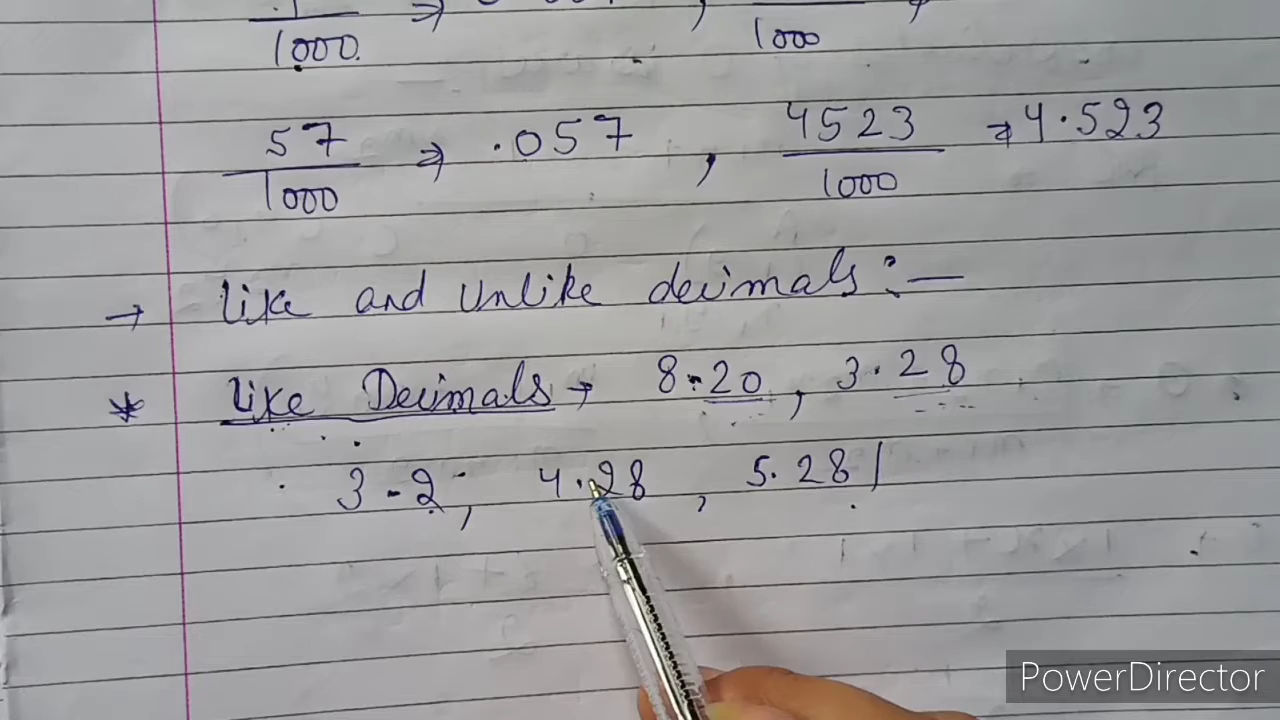 1000 1000
57/1000 ⇒ .057 , 4523/1000 ⇒ 4.523
→ like and unlike decimals :—
* like Decimals → 8.20 , 3.28
3.2 , 4.28 , 5.281
PowerDirector